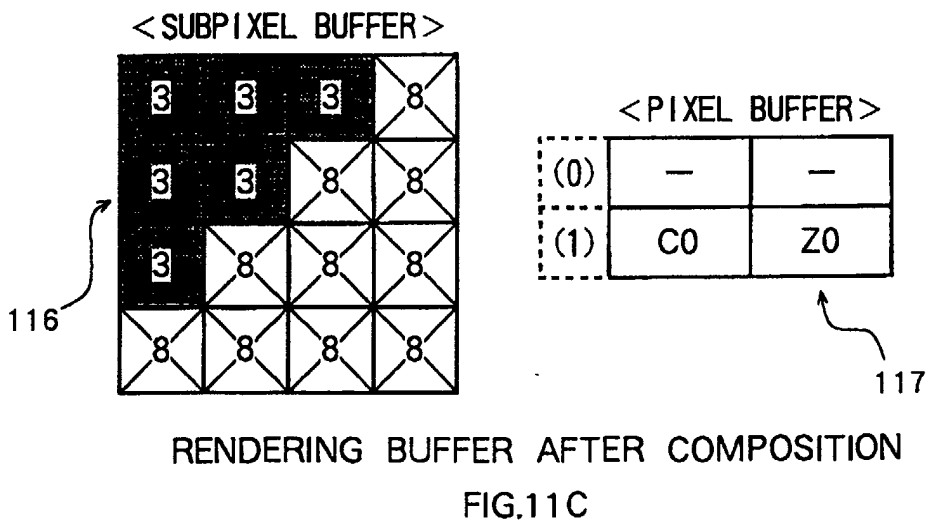 <SUBPIXEL BUFFER>
3 3 3 8
3 3 8 8
3 8 8 8
8 8 8 8
116
<PIXEL BUFFER>
(0) — —
(1) C0 Z0
117
RENDERING BUFFER AFTER COMPOSITION
FIG.11C